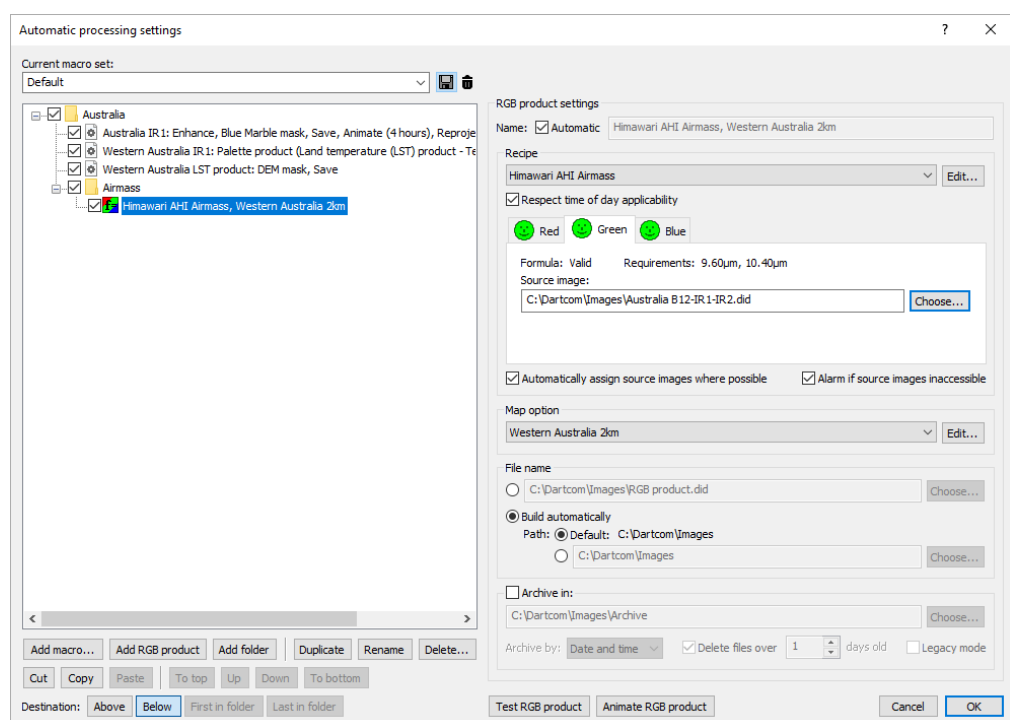 Automatic processing settings
?
Current macro set:
Default
Australia
Australia IR1: Enhance, Blue Marble mask, Save, Animate (4 hours), Reproje
Western Australia IR1: Palette product (Land temperature (LST) product - Te
Western Australia LST product: DEM mask, Save
Airmass
Himawari AHI Airmass, Western Australia 2km
Add macro... Add RGB product Add folder Duplicate Rename Delete...
Cut Copy Paste To top Up Down To bottom
Destination: Above Below First in folder Last in folder
RGB product settings
Name: Automatic Himawari AHI Airmass, Western Australia 2km
Recipe
Himawari AHI Airmass Edit...
Respect time of day applicability
Red Green Blue
Formula: Valid Requirements: 9.60μm, 10.40μm
Source image:
C:\Dartcom\Images\Australia B12-IR1-IR2.did Choose...
Automatically assign source images where possible Alarm if source images inaccessible
Map option
Western Australia 2km Edit...
File name
C:\Dartcom\Images\RGB product.did Choose...
Build automatically
Path: Default: C:\Dartcom\Images
C:\Dartcom\Images Choose...
Archive in:
C:\Dartcom\Images\Archive Choose...
Archive by: Date and time Delete files over 1 days old Legacy mode
Test RGB product Animate RGB product Cancel OK